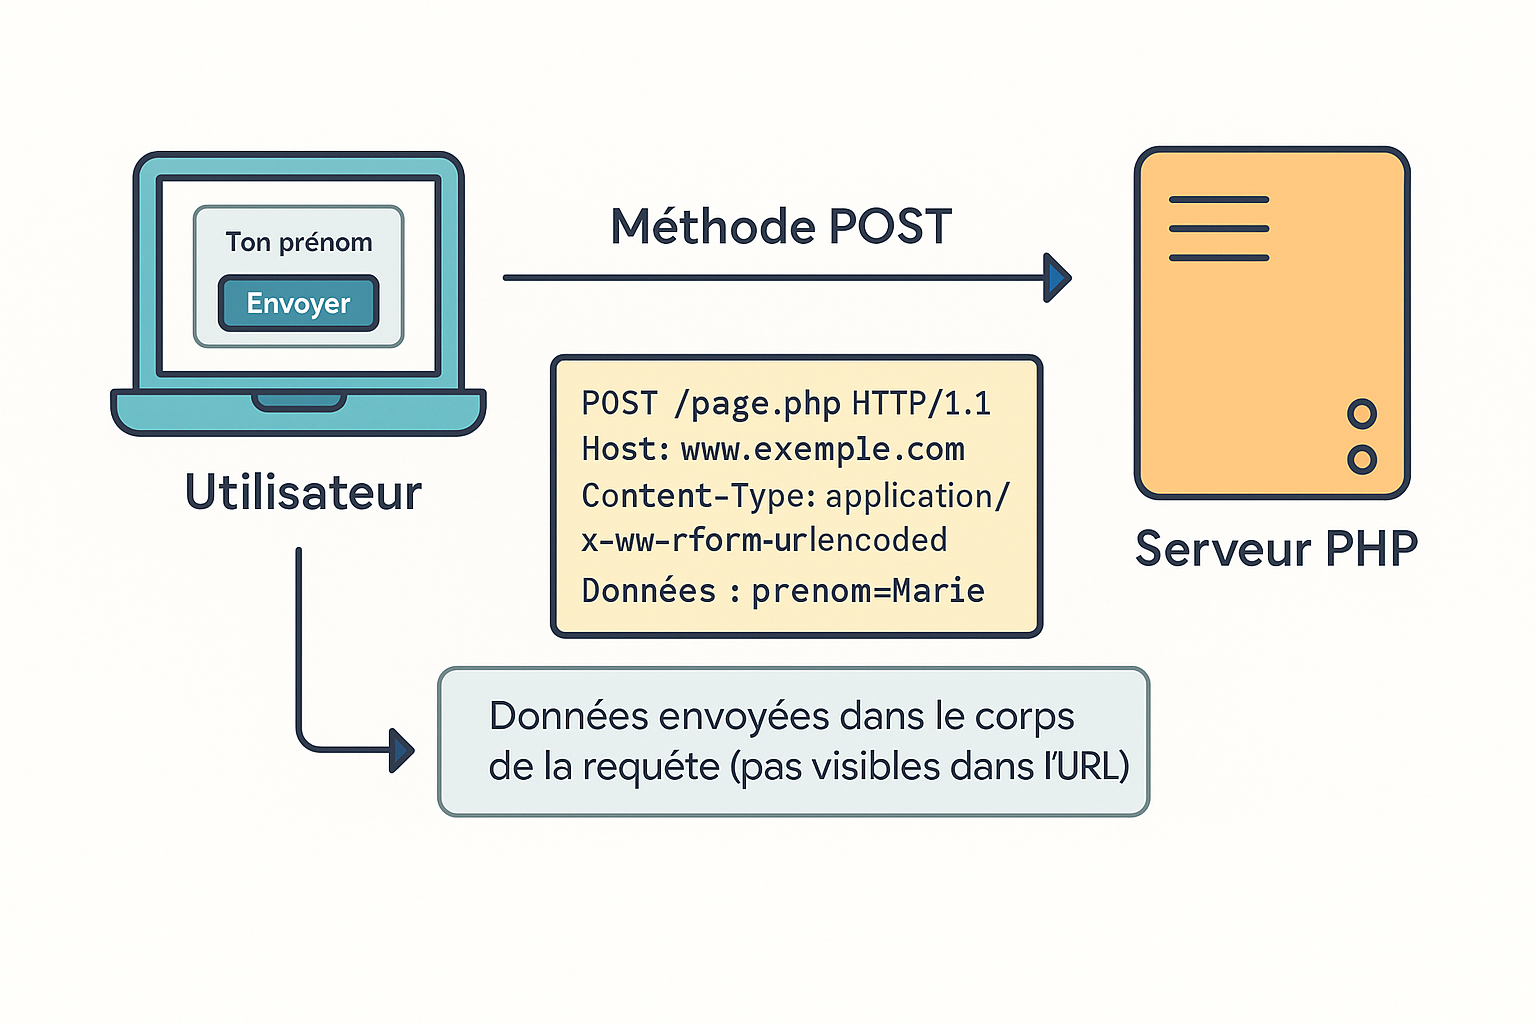 Ton prénom
Envoyer
Utilisateur
Méthode POST
POST /page.php HTTP/1.1
Host: www.exemple.com
Content-Type: application/
x-ww-rform-urlencoded
Données : prenom=Marie
Serveur PHP
Données envoyées dans le corps
de la requéte (pas visibles dans l'URL)